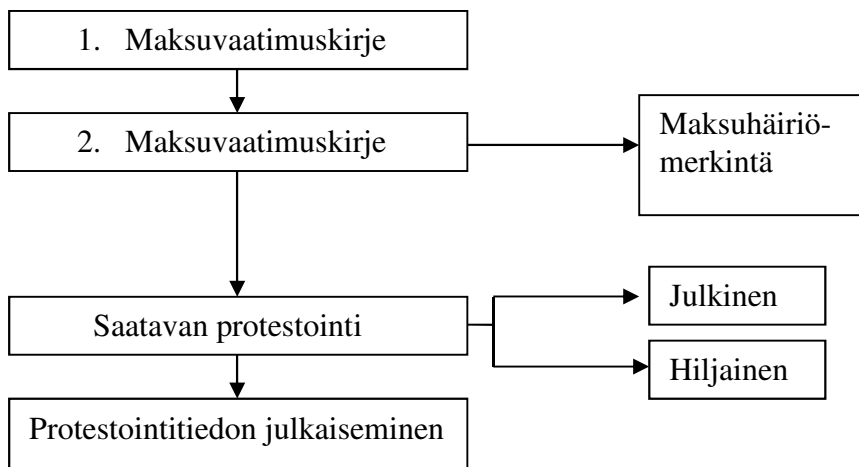 1. Maksuvaatimuskirje
2. Maksuvaatimuskirje
Maksuhäiriö-
merkintä
Saatavan protestointi
Julkinen
Hiljainen
Protestointitiedon julkaiseminen